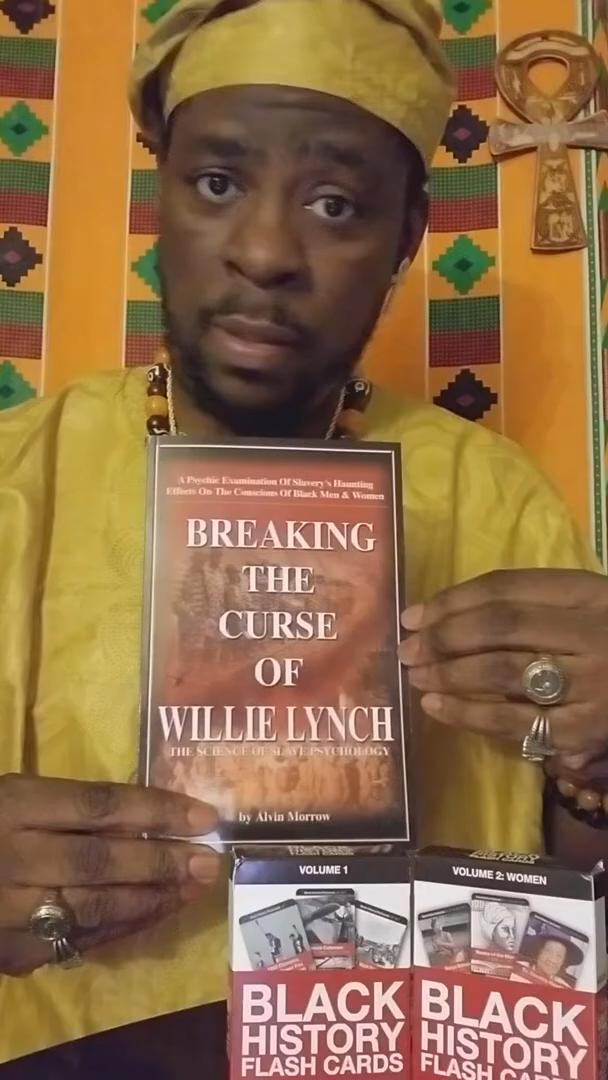 A Psychic Examination Of Slavery's Haunting
Effects On The Conscious Of Black Men & Women
BREAKING
THE
CURSE
OF
WILLIE LYNCH
THE SCIENCE OF SLAVE PSYCHOLOGY
by Alvin Morrow
VOLUME 1
BLACK
HISTORY
FLASH CARDS
VOLUME 2: WOMEN
BLACK
HISTORY
FLASH CARDS